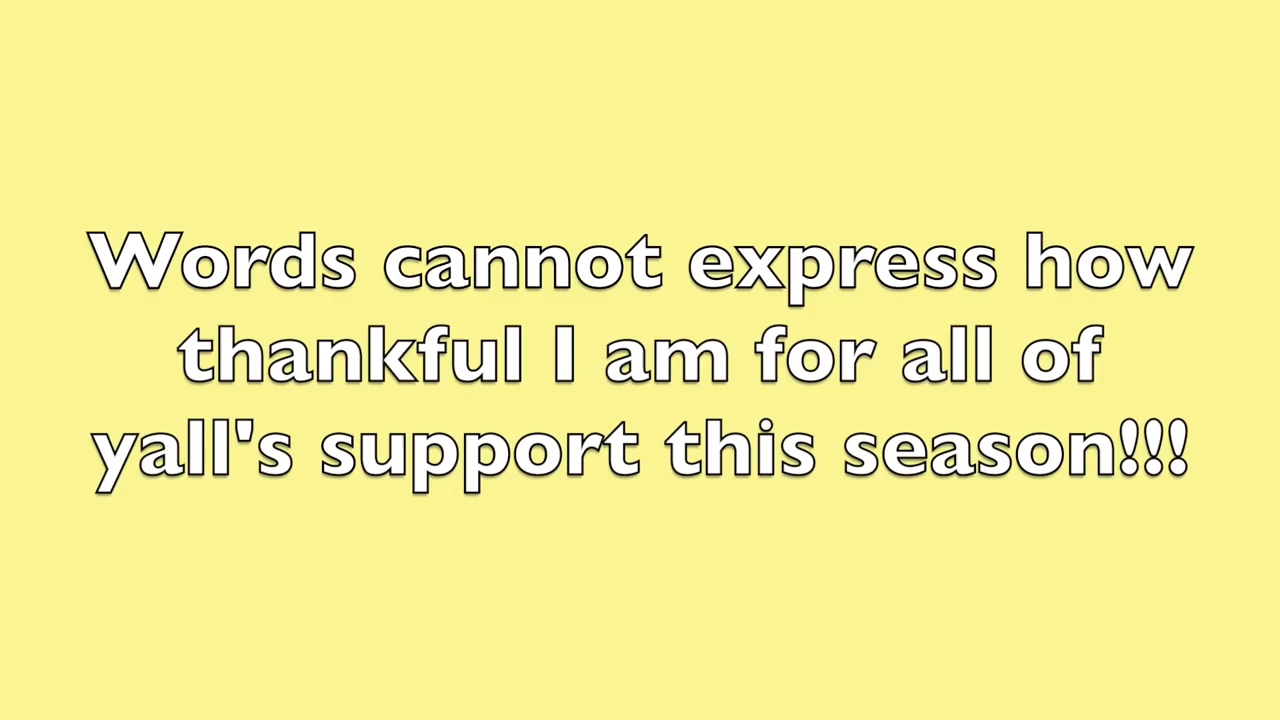 Words cannot express how
thankful I am for all of
yall's support this season!!!